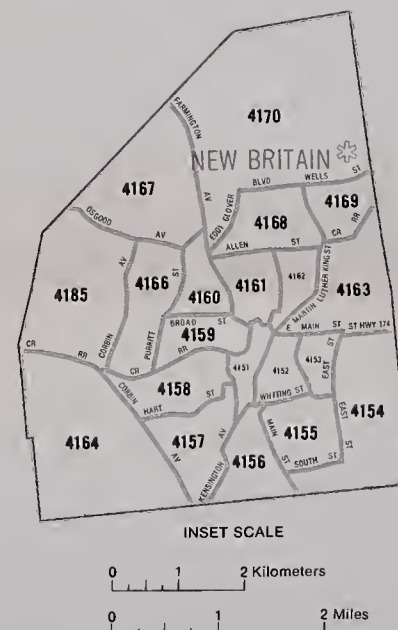 FARMINGTON
AV
4170
NEW BRITAIN *
4167
BLVD WELLS ST
EDDY GLOVER
4168
4169
RR
CR
OSGOOD
AV
ALLEN ST
AV
ST
4185
4166
4160
4161
4162
MARTIN LUTHER KING ST
4163
BROAD ST
4159
E MAIN ST ST HWY 174
CR
RR
CORBIN
RR
CR
4151
4152
4153
EAST
ST
4158
CORBIN
HART ST
WHITING ST
4154
4164
4157
AV
AV
4155
MAIN
ST
EAST
ST
4156
SOUTH ST
KENSINGTON
INSET SCALE
0 1 2 Kilometers
0 1 2 Miles